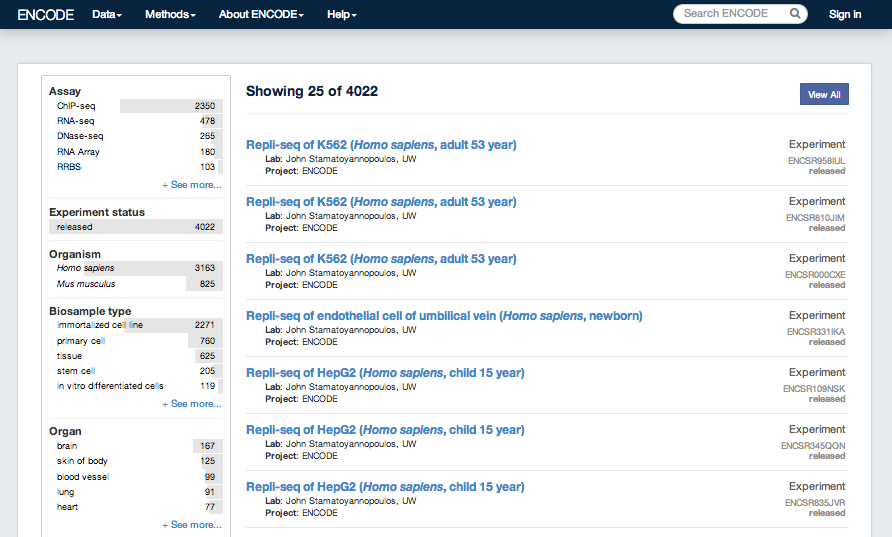 ENCODE Data Methods About ENCODE Help Search ENCODE Sign in
Assay
ChIP-seq 2350
RNA-seq 478
DNase-seq 265
RNA Array 180
RRBS 103
+ See more...
Experiment status
released 4022
Organism
Homo sapiens 3163
Mus musculus 825
Biosample type
immortalized cell line 2271
primary cell 760
tissue 625
stem cell 205
in vitro differentiated cells 119
+ See more...
Organ
brain 167
skin of body 125
blood vessel 99
lung 91
heart 77
+ See more...
Showing 25 of 4022 View All
Repli-seq of K562 (Homo sapiens, adult 53 year) Experiment
Lab: John Stamatoyannopoulos, UW ENCSR958IUL
Project: ENCODE released
Repli-seq of K562 (Homo sapiens, adult 53 year) Experiment
Lab: John Stamatoyannopoulos, UW ENCSR810JIM
Project: ENCODE released
Repli-seq of K562 (Homo sapiens, adult 53 year) Experiment
Lab: John Stamatoyannopoulos, UW ENCSR000CXE
Project: ENCODE released
Repli-seq of endothelial cell of umbilical vein (Homo sapiens, newborn) Experiment
Lab: John Stamatoyannopoulos, UW ENCSR331IKA
Project: ENCODE released
Repli-seq of HepG2 (Homo sapiens, child 15 year) Experiment
Lab: John Stamatoyannopoulos, UW ENCSR109NSK
Project: ENCODE released
Repli-seq of HepG2 (Homo sapiens, child 15 year) Experiment
Lab: John Stamatoyannopoulos, UW ENCSR345QON
Project: ENCODE released
Repli-seq of HepG2 (Homo sapiens, child 15 year) Experiment
Lab: John Stamatoyannopoulos, UW ENCSR835JVR
Project: ENCODE released